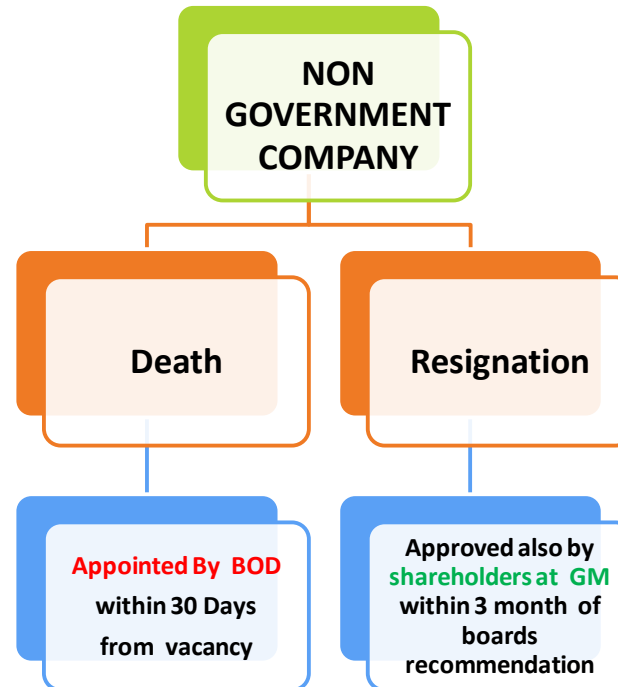 NON
GOVERNMENT
COMPANY
Death
Resignation
Appointed By BOD
within 30 Days
from vacancy
Approved also by
shareholders at GM
within 3 month of
boards
recommendation